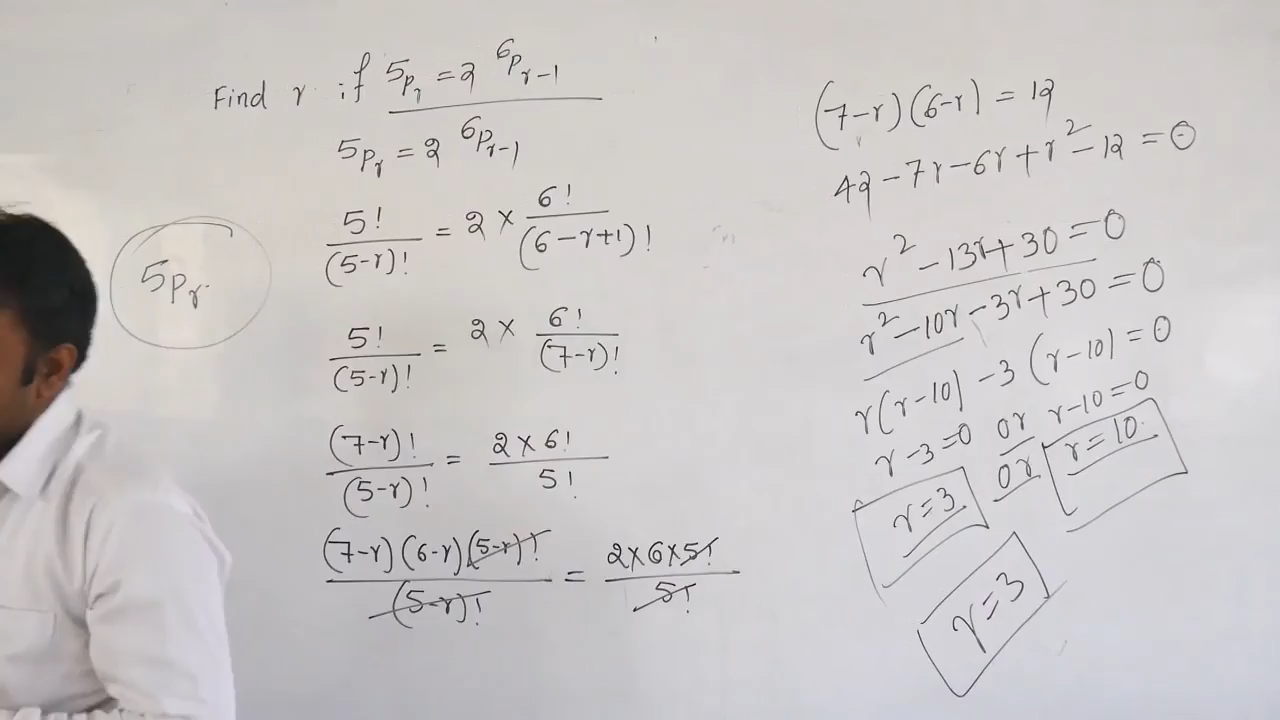 Find r if 5Pr = 2 6Pr-1
5Pr = 2 6Pr-1
5!/(5-r)! = 2 × 6!/(6-r+1)!
5!/(5-r)! = 2 × 6!/(7-r)!
(7-r)!/(5-r)! = 2×6!/5!
(7-r)(6-r)(5-r)!/(5-r)! = 2×6×5!/5!
5Pr
(7-r)(6-r) = 12
42-7r-6r+r²-12=0
r²-13r+30=0
r²-10r-3r+30=0
r(r-10)-3(r-10)=0
r-3=0 or r-10=0
r=3 or r=10
r=3